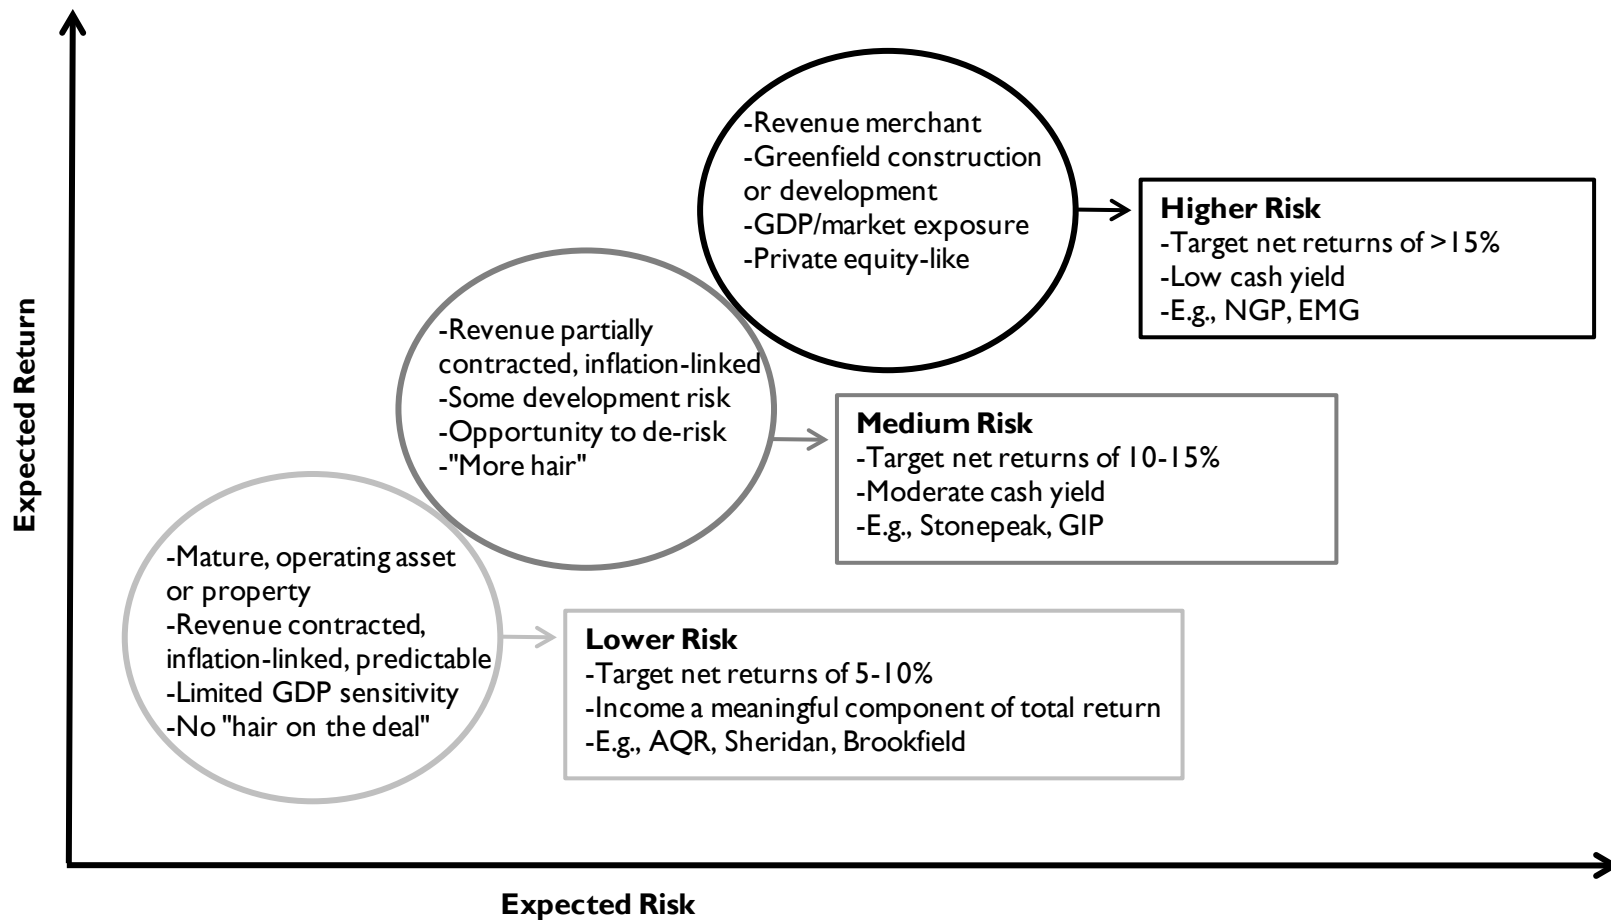 Expected Return
-Revenue merchant
-Greenfield construction
or development
-GDP/market exposure
-Private equity-like
Higher Risk
-Target net returns of >15%
-Low cash yield
-E.g., NGP, EMG
-Revenue partially
contracted, inflation-linked
-Some development risk
-Opportunity to de-risk
-"More hair"
Medium Risk
-Target net returns of 10-15%
-Moderate cash yield
-E.g., Stonepeak, GIP
-Mature, operating asset
or property
-Revenue contracted,
inflation-linked, predictable
-Limited GDP sensitivity
-No "hair on the deal"
Lower Risk
-Target net returns of 5-10%
-Income a meaningful component of total return
-E.g., AQR, Sheridan, Brookfield
Expected Risk